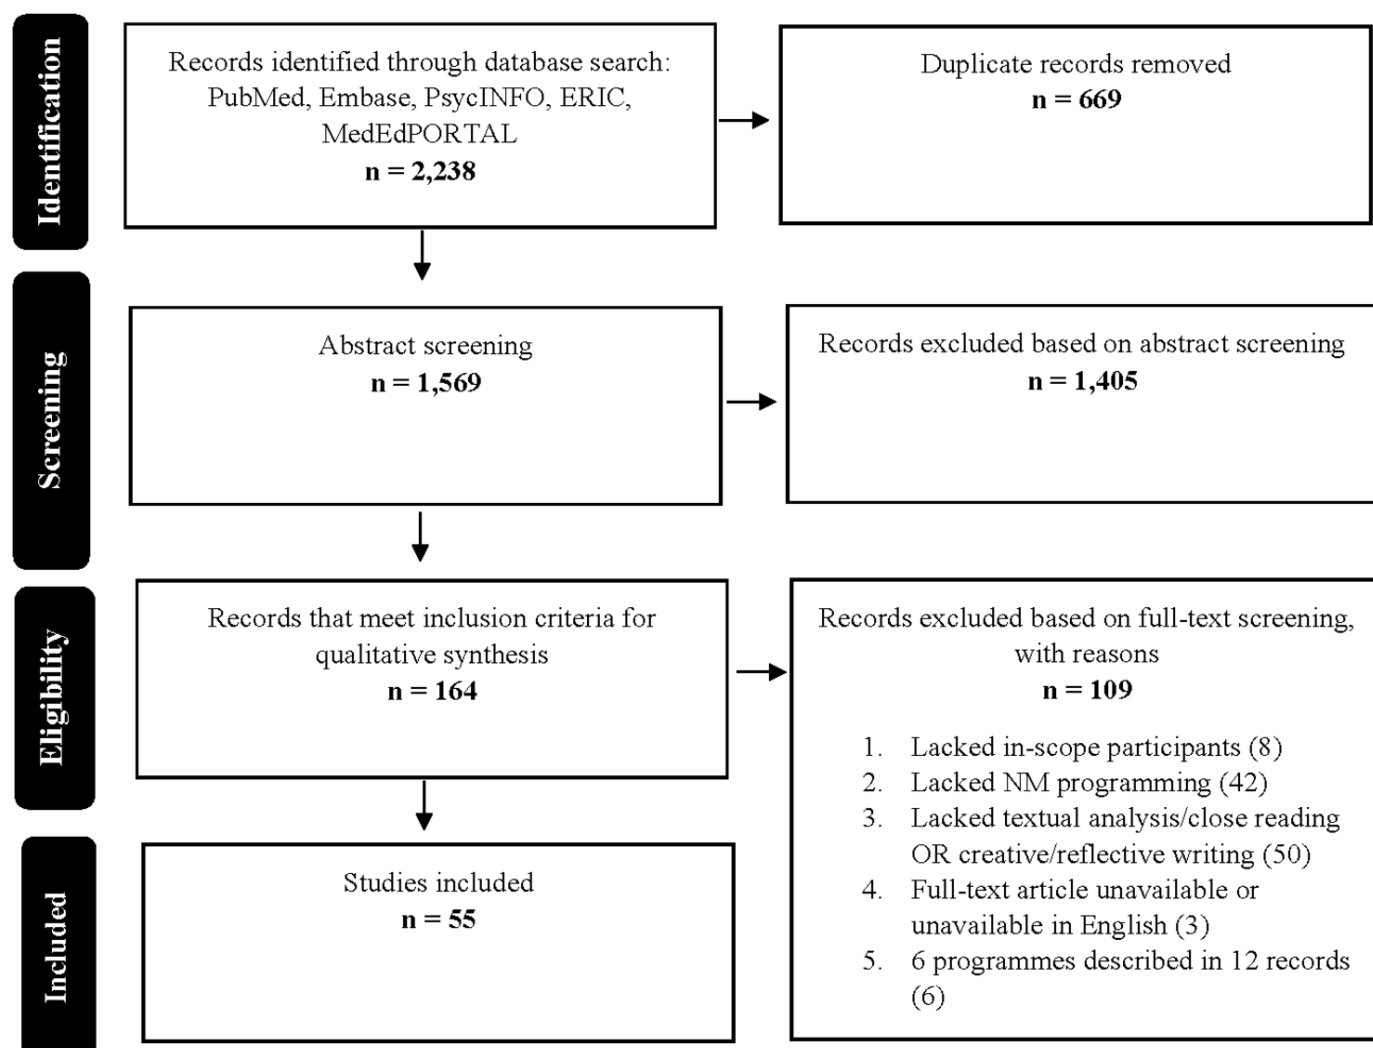 Identification
Records identified through database search:
PubMed, Embase, PsycINFO, ERIC,
MedEdPORTAL
n = 2,238
Duplicate records removed
n = 669
Screening
Abstract screening
n = 1,569
Records excluded based on abstract screening
n = 1,405
Eligibility
Records that meet inclusion criteria for
qualitative synthesis
n = 164
Records excluded based on full-text screening,
with reasons
n = 109
1. Lacked in-scope participants (8)
2. Lacked NM programming (42)
3. Lacked textual analysis/close reading
OR creative/reflective writing (50)
4. Full-text article unavailable or
unavailable in English (3)
5. 6 programmes described in 12 records
(6)
Included
Studies included
n = 55